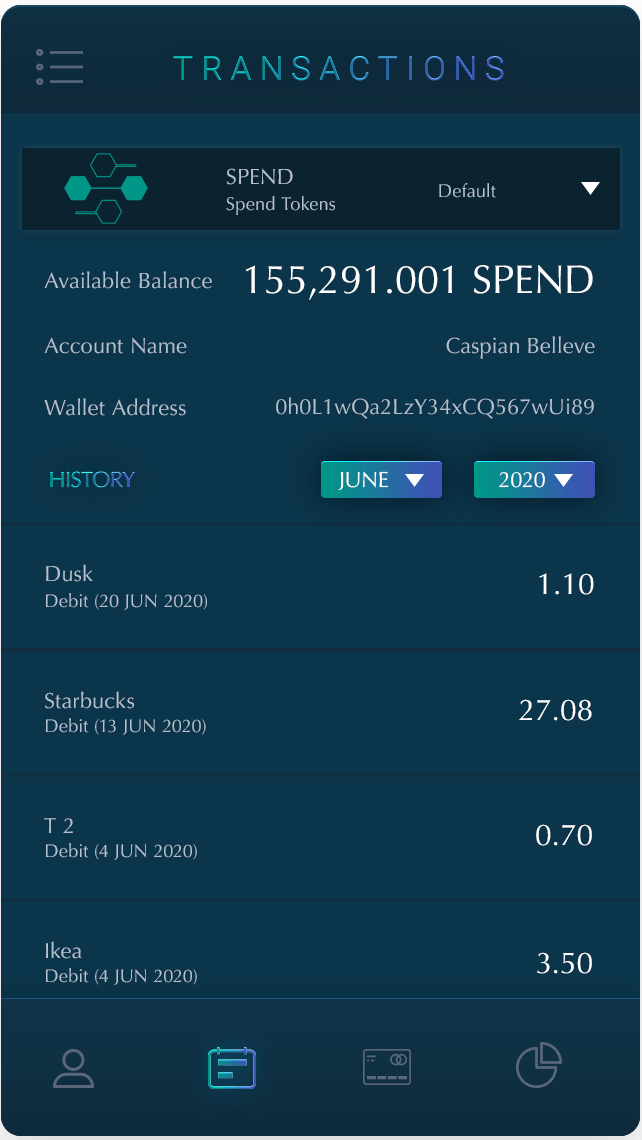 TRANSACTIONS
SPEND
Spend Tokens
Default
Available Balance 155,291.001 SPEND
Account Name Caspian Belleve
Wallet Address 0h0L1wQa2LzY34xCQ567wUi89
HISTORY JUNE 2020
Dusk
Debit (20 JUN 2020)
1.10
Starbucks
Debit (13 JUN 2020)
27.08
T 2
Debit (4 JUN 2020)
0.70
Ikea
Debit (4 JUN 2020)
3.50